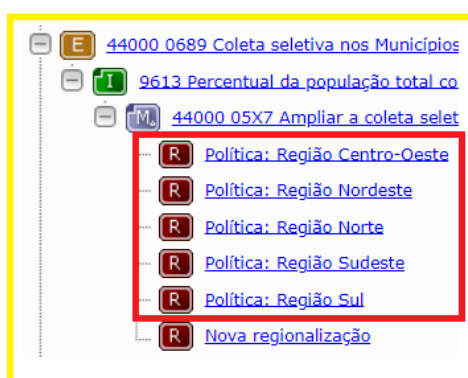 E 44000 0689 Coleta seletiva nos Municípios
I 9613 Percentual da população total co
M. 44000 05X7 Ampliar a coleta selet
R Política: Região Centro-Oeste
R Política: Região Nordeste
R Política: Região Norte
R Política: Região Sudeste
R Política: Região Sul
R Nova regionalização